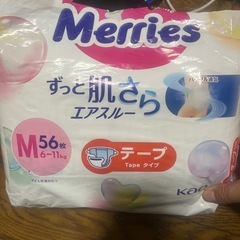 Merries
ずっと肌さら
エアスルー
M 56枚
6~11kg
テープ
Tape タイプ
Kao